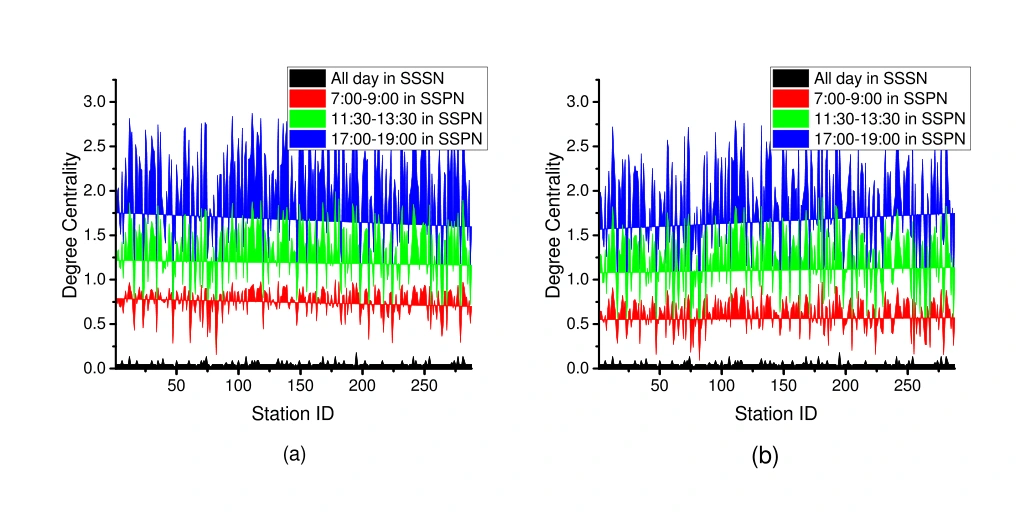 All day in SSSN
7:00-9:00 in SSPN
11:30-13:30 in SSPN
17:00-19:00 in SSPN
3.0
2.5
2.0
1.5
1.0
0.5
0.0
Degree Centrality
50 100 150 200 250
Station ID
(a)
All day in SSSN
7:00-9:00 in SSPN
11:30-13:30 in SSPN
17:00-19:00 in SSPN
3.0
2.5
2.0
1.5
1.0
0.5
0.0
Degree Centrality
50 100 150 200 250
Station ID
(b)